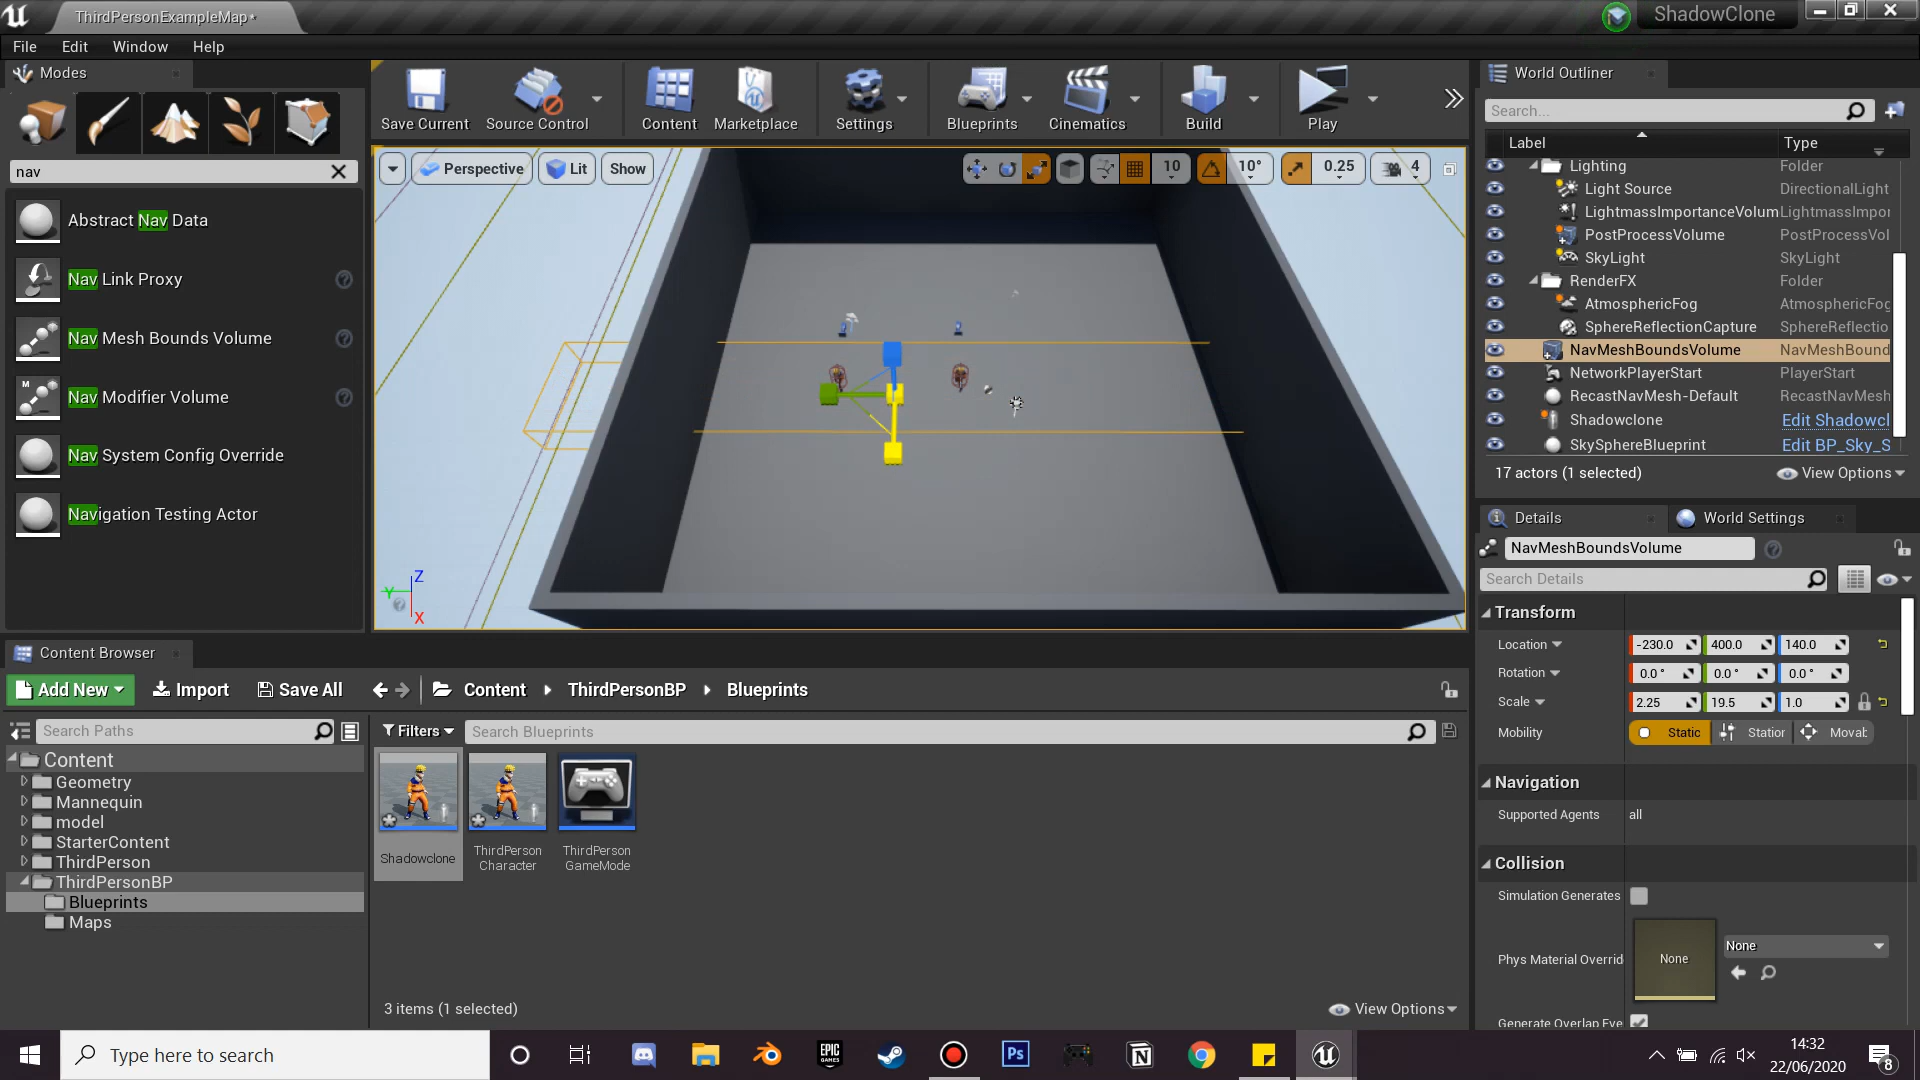 ThirdPersonExampleMap*
ShadowClone
File Edit Window Help
Modes
nav
Abstract Nav Data
Nav Link Proxy
Nav Mesh Bounds Volume
Nav Modifier Volume
Nav System Config Override
Navigation Testing Actor
Save Current
Source Control
Content
Marketplace
Settings
Blueprints
Cinematics
Build
Play
Perspective
Lit
Show
10
10°
0.25
4
Z
Y
X
World Outliner
Search...
Label Type
Lighting Folder
Light Source DirectionalLight
LightmassImportanceVolum LightmassImpor
PostProcessVolume PostProcessVol
SkyLight SkyLight
RenderFX Folder
AtmosphericFog AtmosphericFog
SphereReflectionCapture SphereReflectio
NavMeshBoundsVolume NavMeshBound
NetworkPlayerStart PlayerStart
RecastNavMesh-Default RecastNavMesh
Shadowclone Edit Shadowcl
SkySphereBlueprint Edit BP_Sky_S
17 actors (1 selected)
View Options
Details
World Settings
NavMeshBoundsVolume
Search Details
Transform
Location -230.0 400.0 140.0
Rotation 0.0 ° 0.0 ° 0.0 °
Scale 2.25 19.5 1.0
Mobility Static Station Moval
Navigation
Supported Agents all
Collision
Simulation Generates
Phys Material Overrid
None
None
Generate Overlap Eve
Content Browser
Add New
Import
Save All
Content
ThirdPersonBP
Blueprints
Search Paths
Filters
Search Blueprints
Content
Geometry
Mannequin
model
StarterContent
ThirdPerson
ThirdPersonBP
Blueprints
Maps
Shadowclone
ThirdPerson
Character
ThirdPerson
GameMode
3 items (1 selected)
View Options
Type here to search
EPIC
GAMES
Ps
14:32
22/06/2020
8